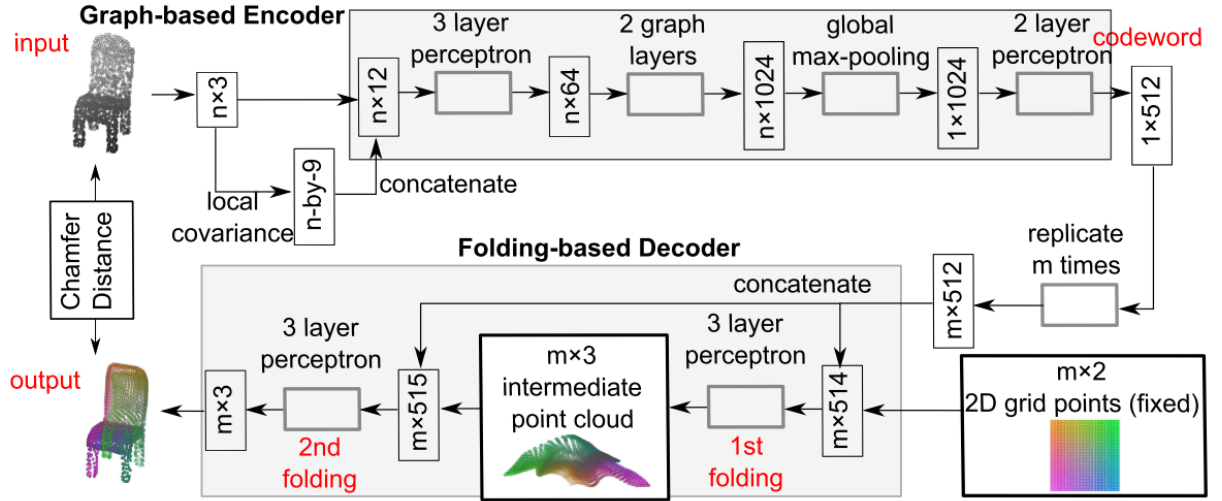 Graph-based Encoder
input
n×3
local
covariance
n-by-9
concatenate
n×12
3 layer
perceptron
n×64
2 graph
layers
n×1024
global
max-pooling
1×1024
2 layer
perceptron
codeword
1×512
replicate
m times
m×512
Folding-based Decoder
concatenate
m×2
2D grid points (fixed)
m×514
3 layer
perceptron
1st
folding
m×3
intermediate
point cloud
m×515
3 layer
perceptron
2nd
folding
m×3
output
Chamfer
Distance